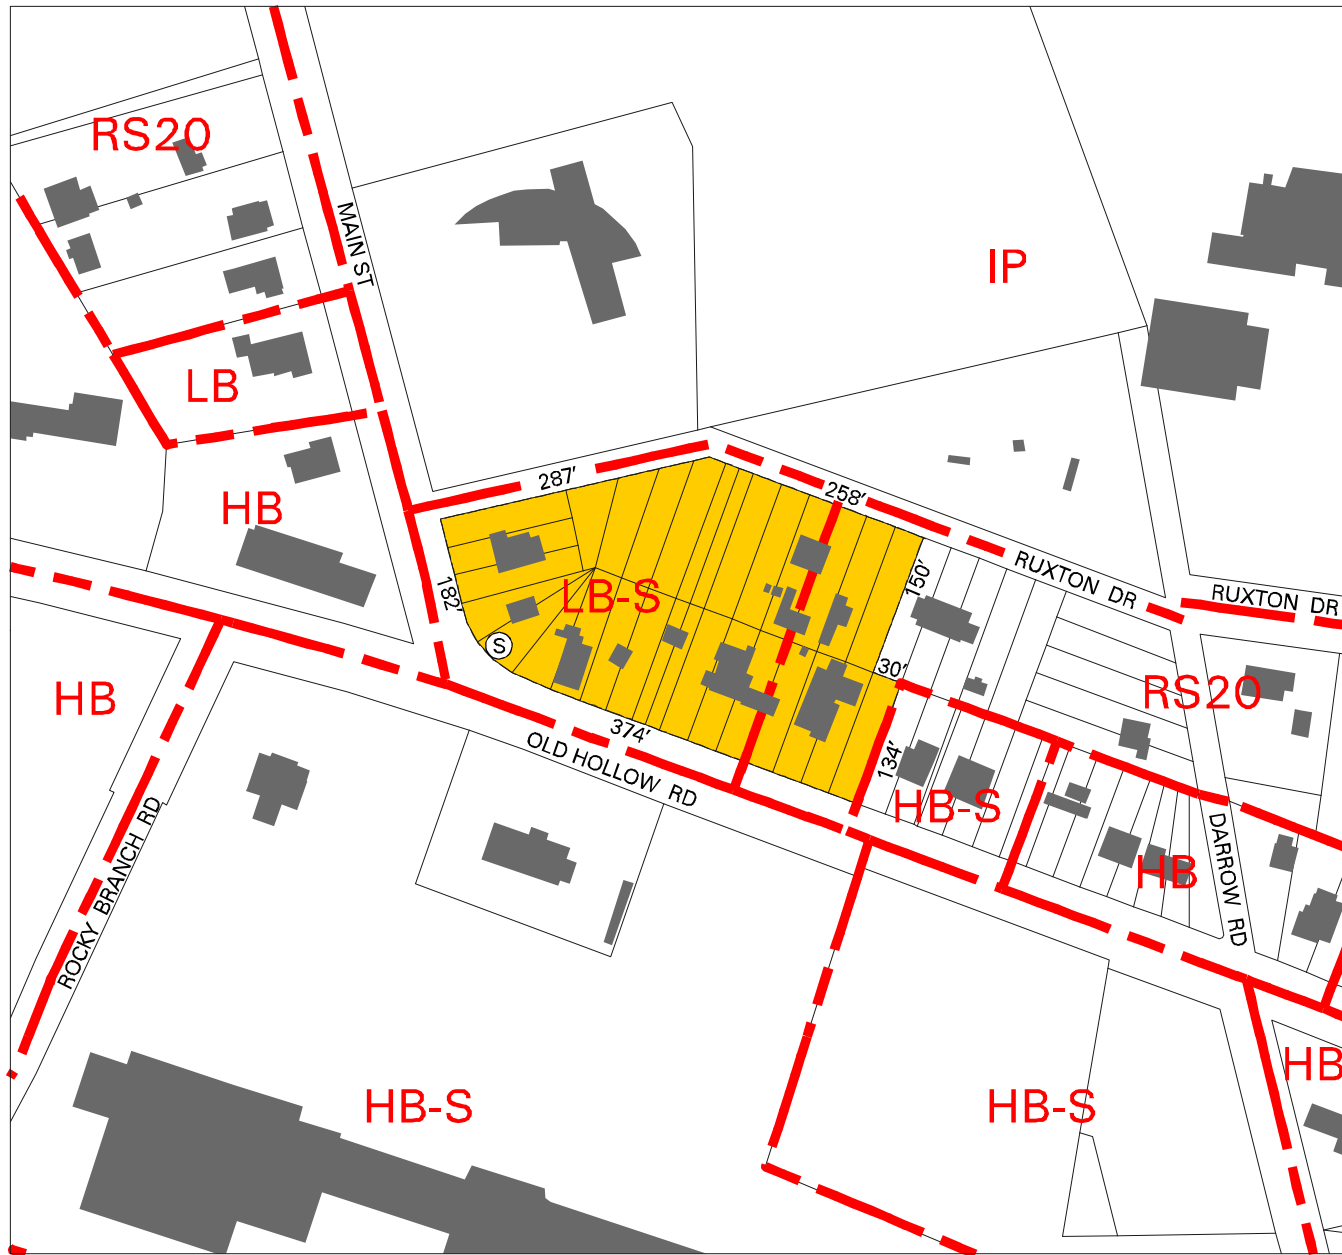 RS20
MAIN ST
IP
LB
287'
258'
HB
RUXTON DR
RUXTON DR
150'
182'
LB-S
S
30'
HB
RS20
374'
OLD HOLLOW RD
134'
HB-S
ROCKY BRANCH RD
DARROW RD
HB
HB
HB-S
HB-S